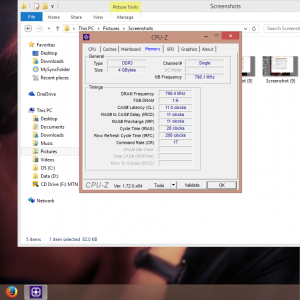 Picture Tools
Screenshots
View
Manage
This PC
Pictures
Screenshots
Favorites
Desktop
Downloads
MySyncFolder
Recent places
OneDrive
This PC
Desktop
Documents
Downloads
Music
Pictures
Videos
OS (C:)
Data (D:)
CD Drive (E:) MTN
Network
5 items
1 item selected 82.0 KB
CPU-Z
CPU
Caches
Mainboard
Memory
SPD
Graphics
About
General
Type
DDR3
Channel #
Single
Size
4 GBytes
DC Mode
NB Frequency
798.1 MHz
Timings
DRAM Frequency
798.4 MHz
FSB:DRAM
1:6
CAS# Latency (CL)
11.0 clocks
RAS# to CAS# Delay (tRCD)
11 clocks
RAS# Precharge (tRP)
11 clocks
Cycle Time (tRAS)
28 clocks
Row Refresh Cycle Time (tRFC)
208 clocks
Command Rate (CR)
1T
DRAM Idle Timer
Total CAS# (tRDRAM)
Row To Column (tRCD)
CPU-Z
Ver. 1.72.0.x64
Tools
Validate
OK